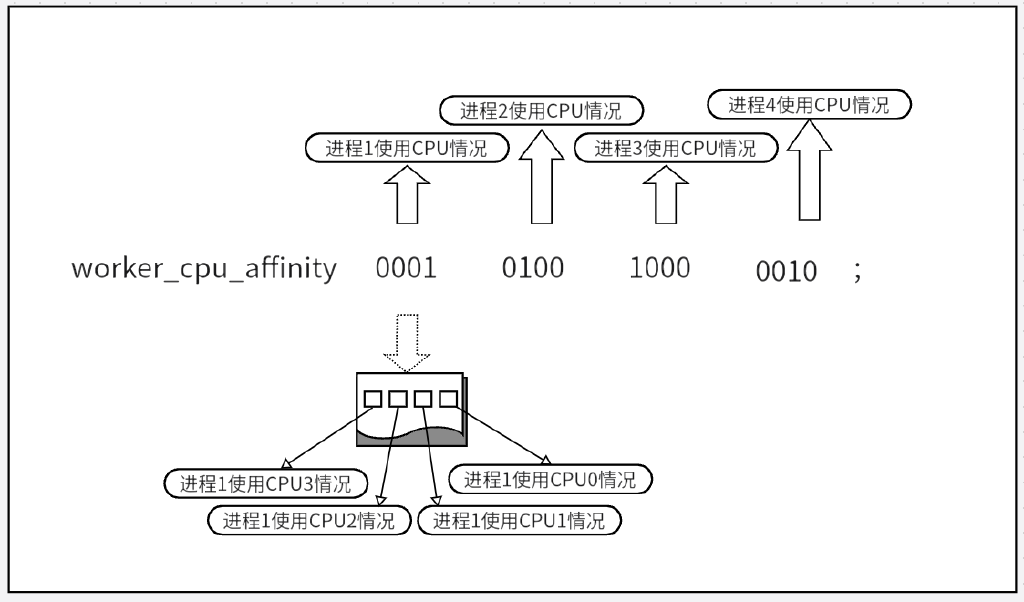 进程2使用CPU情况
进程4使用CPU情况
进程1使用CPU情况
进程3使用CPU情况
worker_cpu_affinity 0001 0100 1000 0010 ;
进程1使用CPU3情况
进程1使用CPU0情况
进程1使用CPU2情况
进程1使用CPU1情况